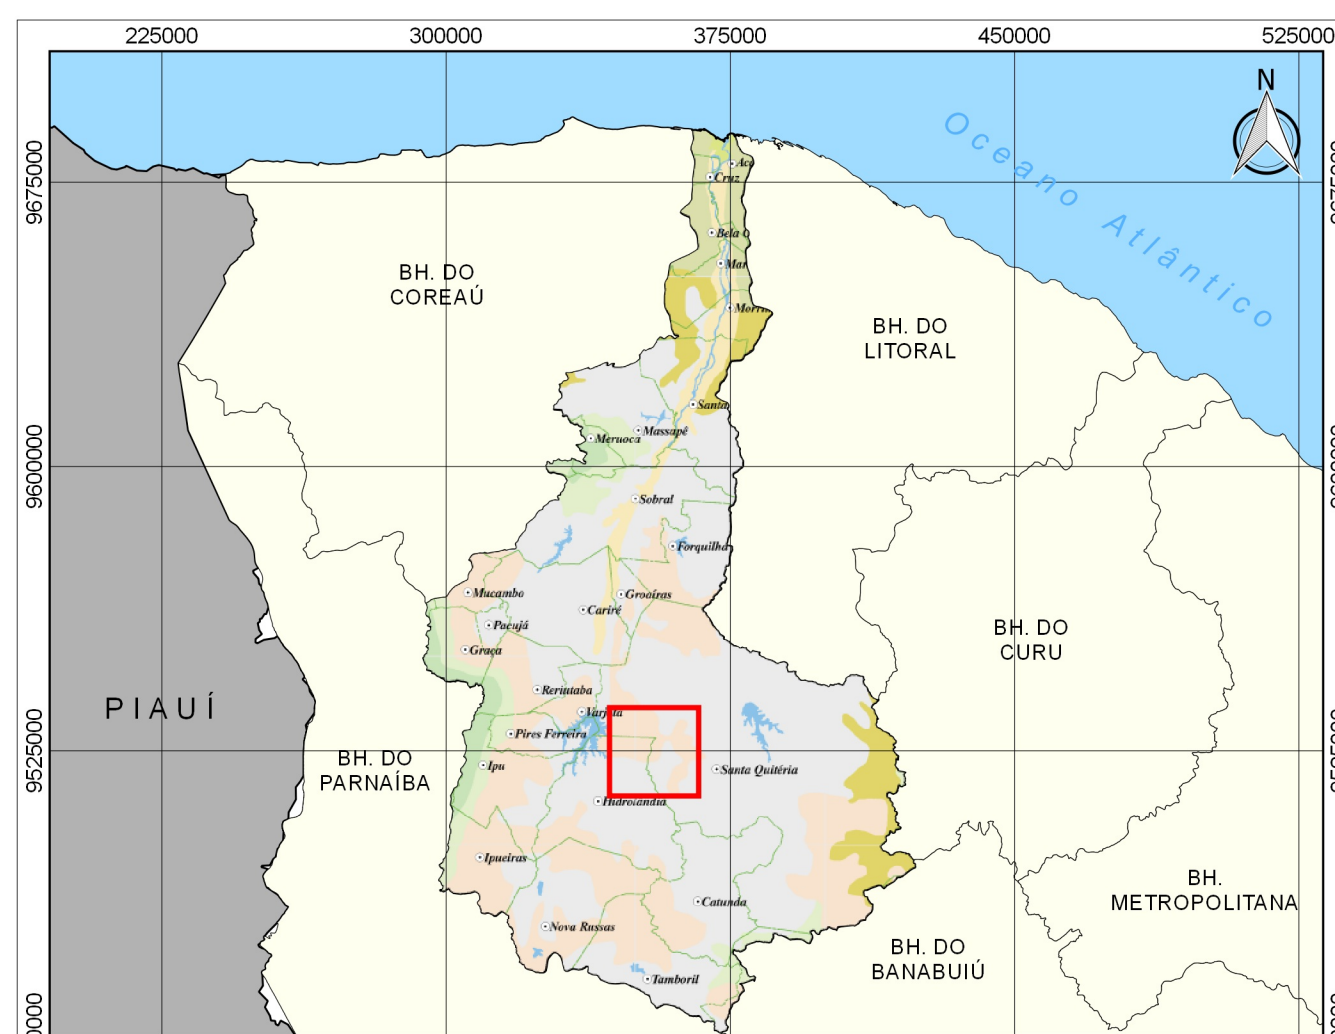 225000 300000 375000 450000 525000
N
Oceano Atlântico
9675000
Cruz
BH. DO
COREAÚ
BH. DO
LITORAL
Massapê
Meruoca
9600000
Sobral
Forquilha
Mucambo
Groaíras
Cariré
Pacujá
Graça
BH. DO
CURU
Reriutaba
Varjota
PIAUÍ
Pires Ferreira
9525000
BH. DO
PARNAÍBA
Ipu
Santa Quitéria
Hidrolândia
Ipueiras
BH.
METROPOLITANA
Catunda
Nova Russas
BH. DO
BANABUIÚ
Tamboril